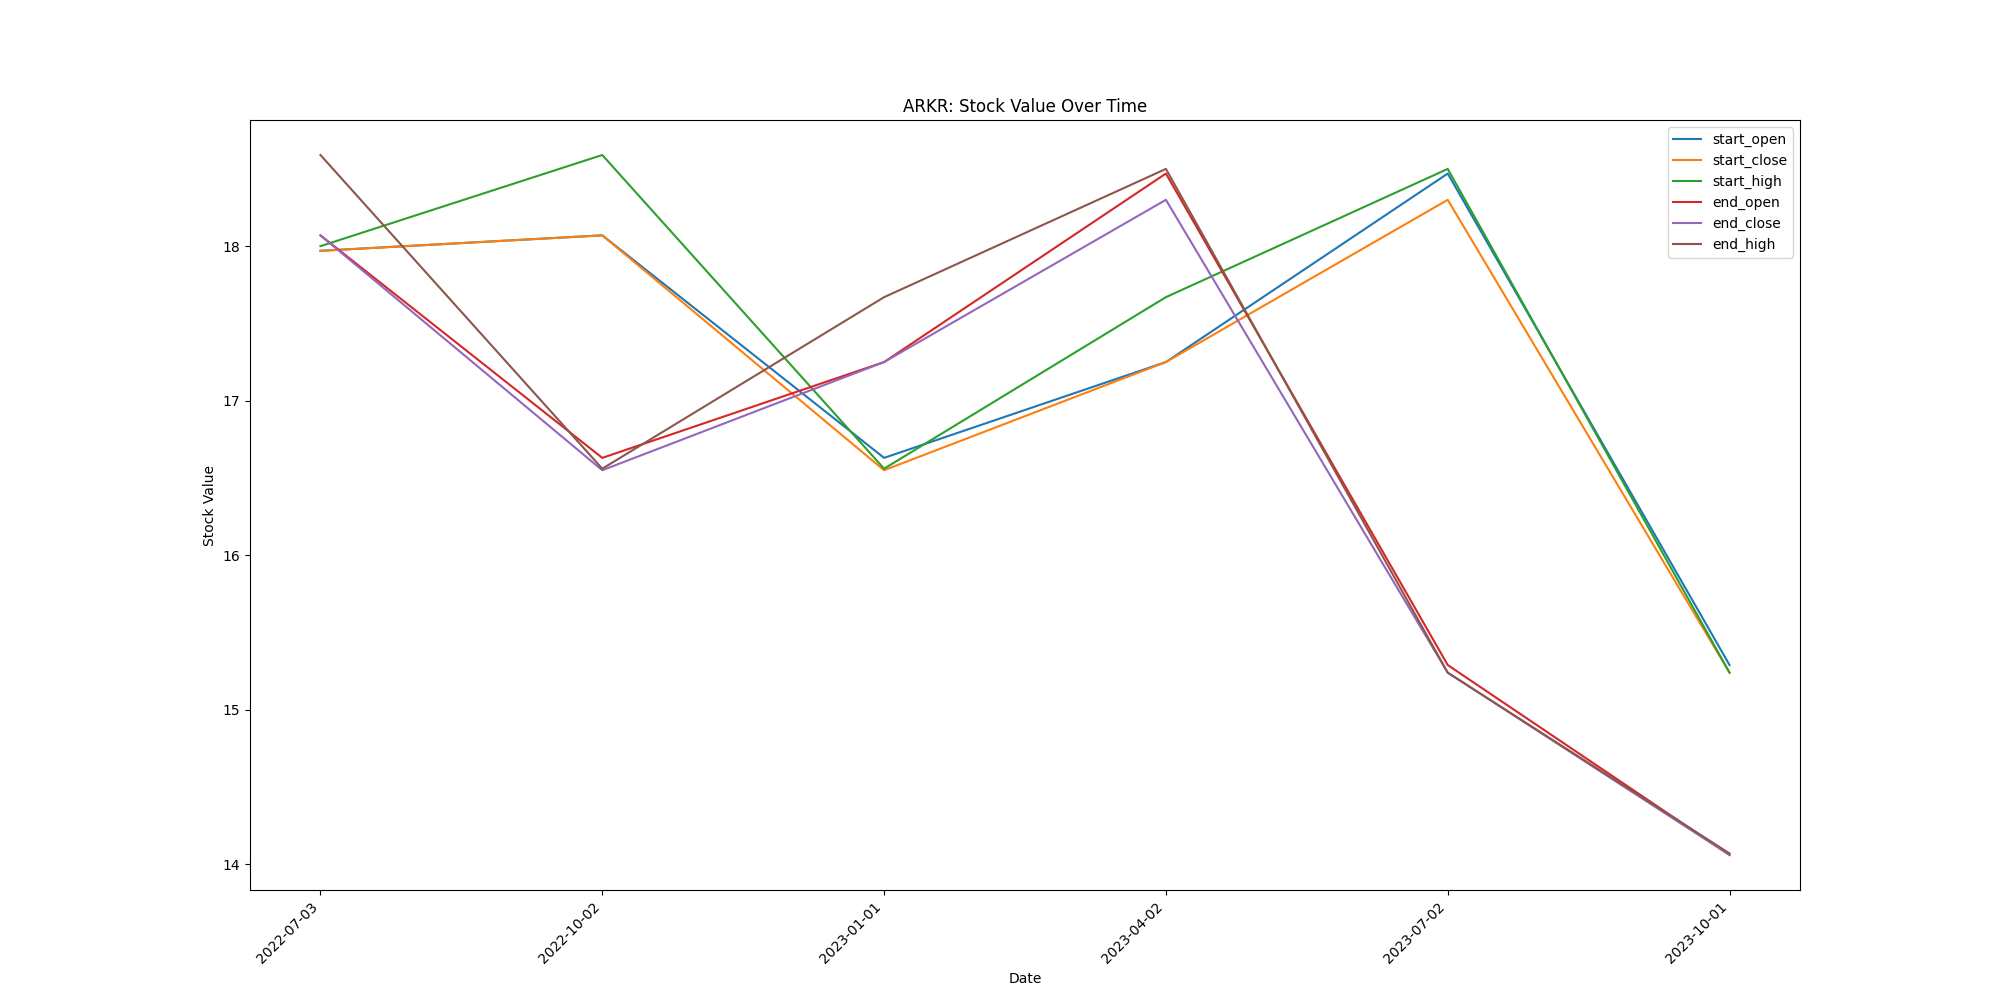 ARKR: Stock Value Over Time
start_open
start_close
start_high
end_open
end_close
end_high
18
17
16
15
14
Stock Value
2022-07-03
2022-10-02
2023-01-01
2023-04-02
2023-07-02
2023-10-01
Date